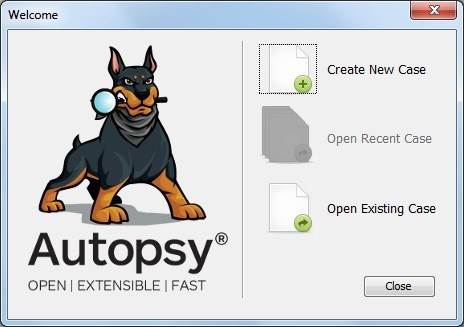 Welcome
Create New Case
Open Recent Case
Open Existing Case
Autopsy®
OPEN | EXTENSIBLE | FAST
Close